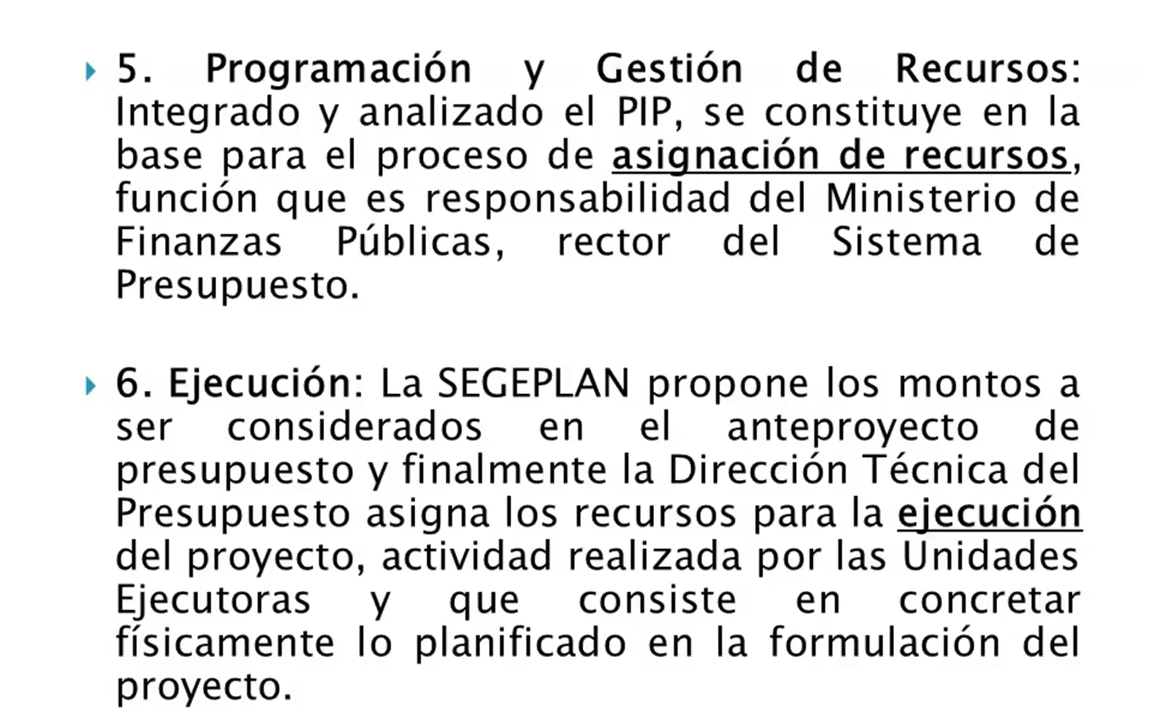 5. Programación y Gestión de Recursos:
Integrado y analizado el PIP, se constituye en la
base para el proceso de asignación de recursos,
función que es responsabilidad del Ministerio de
Finanzas Públicas, rector del Sistema de
Presupuesto.
6. Ejecución: La SEGEPLAN propone los montos a
ser considerados en el anteproyecto de
presupuesto y finalmente la Dirección Técnica del
Presupuesto asigna los recursos para la ejecución
del proyecto, actividad realizada por las Unidades
Ejecutoras y que consiste en concretar
físicamente lo planificado en la formulación del
proyecto.